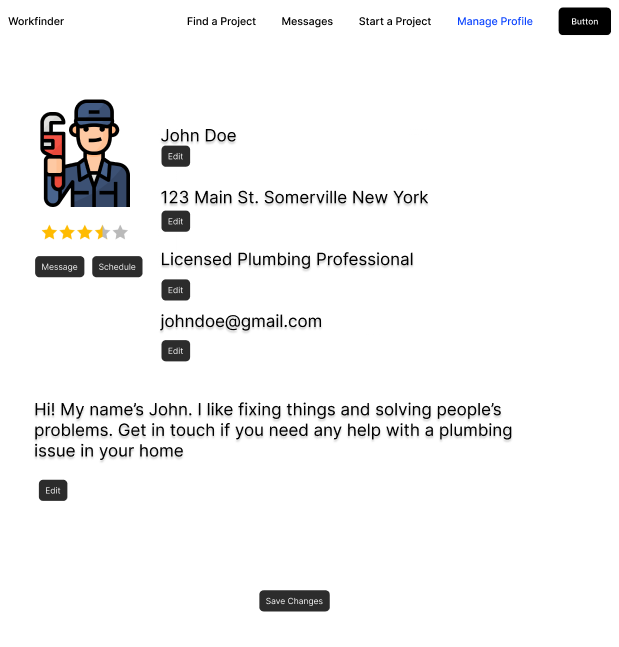 Workfinder
Find a Project
Messages
Start a Project
Manage Profile
Button
John Doe
Edit
123 Main St. Somerville New York
Edit
Message
Schedule
Licensed Plumbing Professional
Edit
johndoe@gmail.com
Edit
Hi! My name’s John. I like fixing things and solving people’s
problems. Get in touch if you need any help with a plumbing
issue in your home
Edit
Save Changes